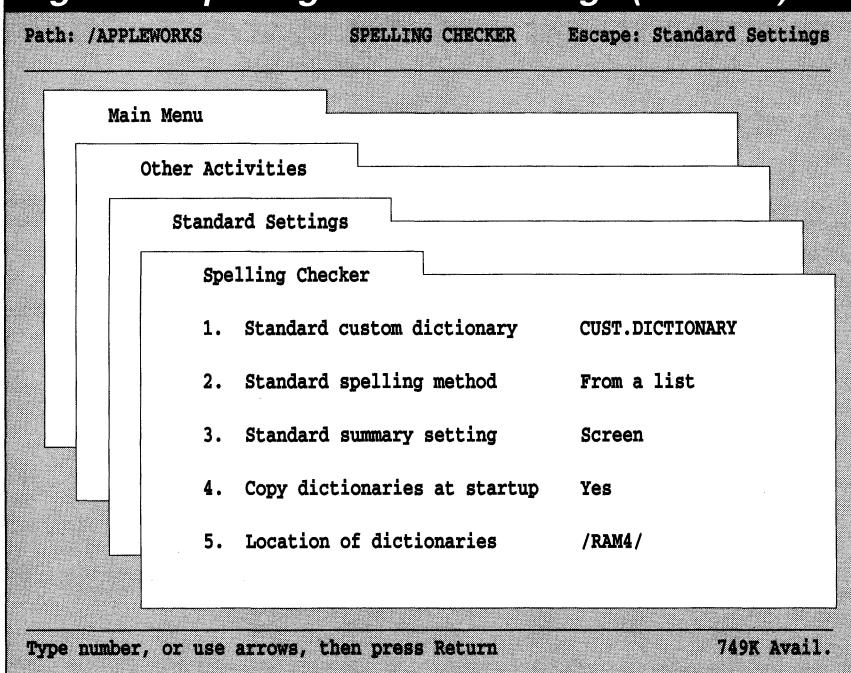 Path: /APPLEWORKS SPELLING CHECKER Escape: Standard Settings
Main Menu
Other Activities
Standard Settings
Spelling Checker
1. Standard custom dictionary CUST.DICTIONARY
2. Standard spelling method From a list
3. Standard summary setting Screen
4. Copy dictionaries at startup Yes
5. Location of dictionaries /RAM4/
Type number, or use arrows, then press Return 749K Avail.